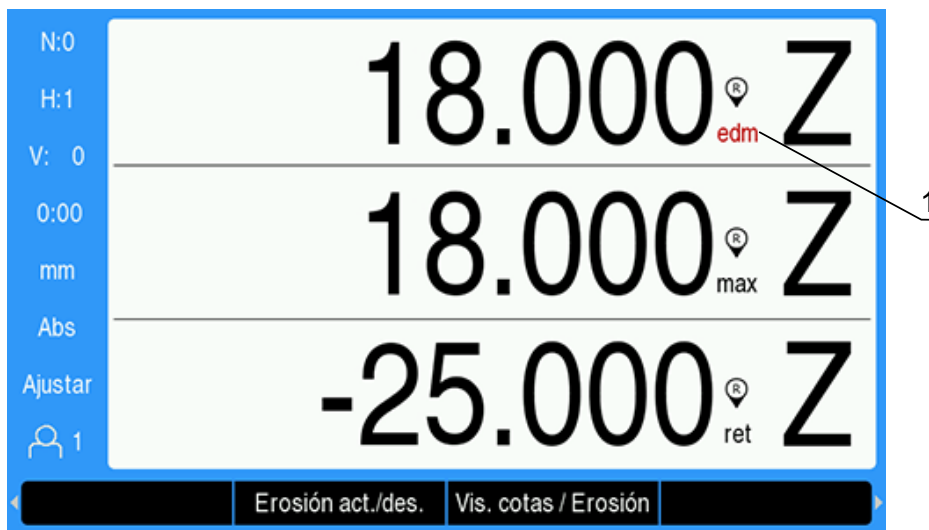 N:0
H:1
V: 0
0:00
mm
Abs
Ajustar
1
18.000 R edm Z
1
18.000 R max Z
-25.000 R ret Z
Erosión act./des. Vis. cotas / Erosión